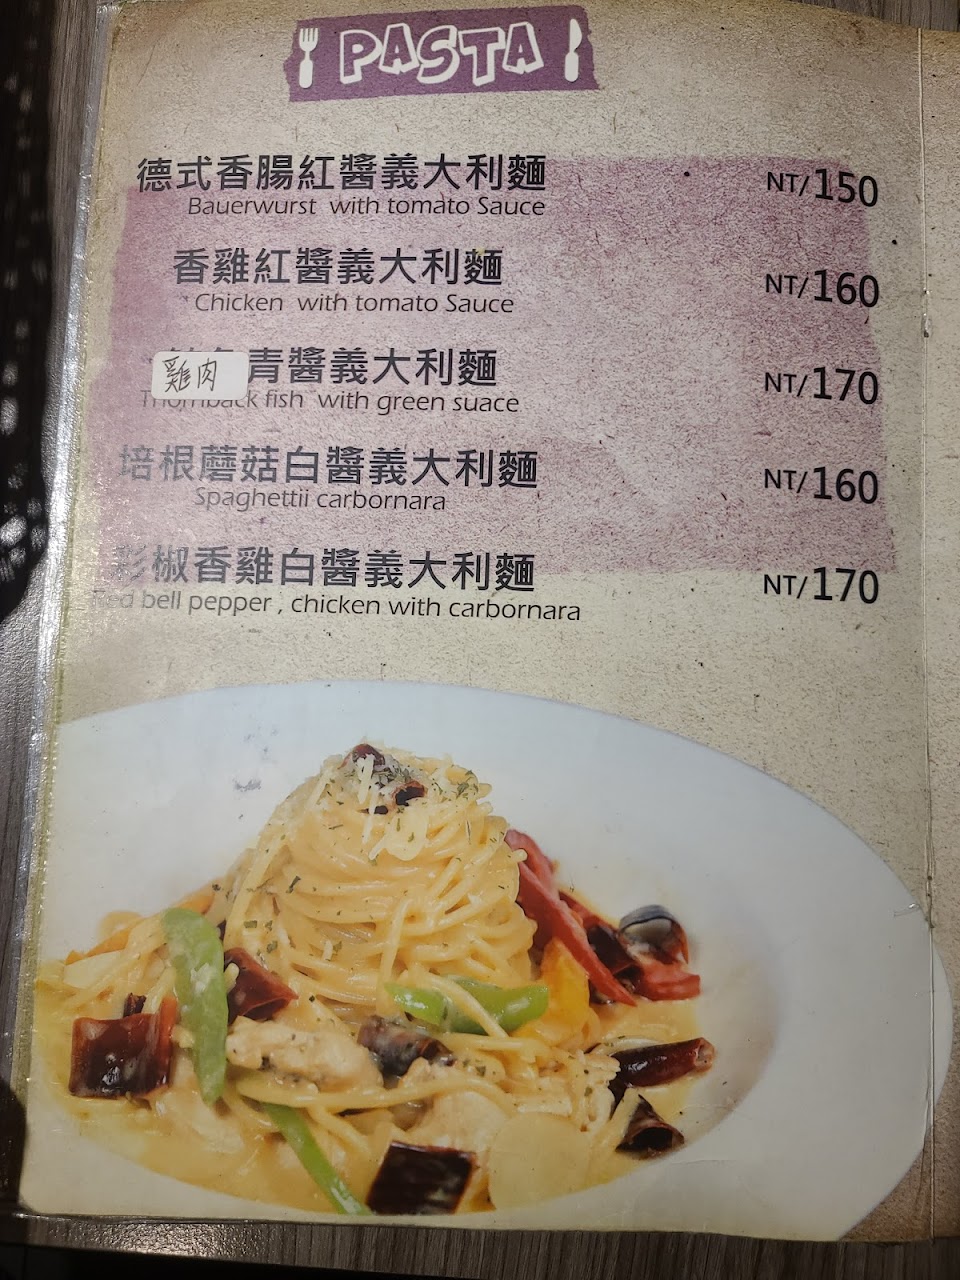 PASTA
德式香腸紅醬義大利麵 NT/150
Bauerwurst with tomato Sauce
香雞紅醬義大利麵 NT/160
Chicken with tomato Sauce
雞肉青醬義大利麵 NT/170
Thornback fish with green suace
培根蘑菇白醬義大利麵 NT/160
Spaghettii carbornara
彩椒香雞白醬義大利麵 NT/170
Red bell pepper , chicken with carbornara